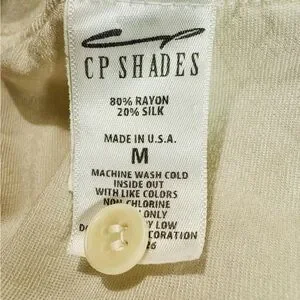 CP SHADES
80% RAYON
20% SILK
MADE IN U.S.A.
M
MACHINE WASH COLD
INSIDE OUT
WITH LIKE COLORS
NON-CHLORINE
ONLY
LOW
26